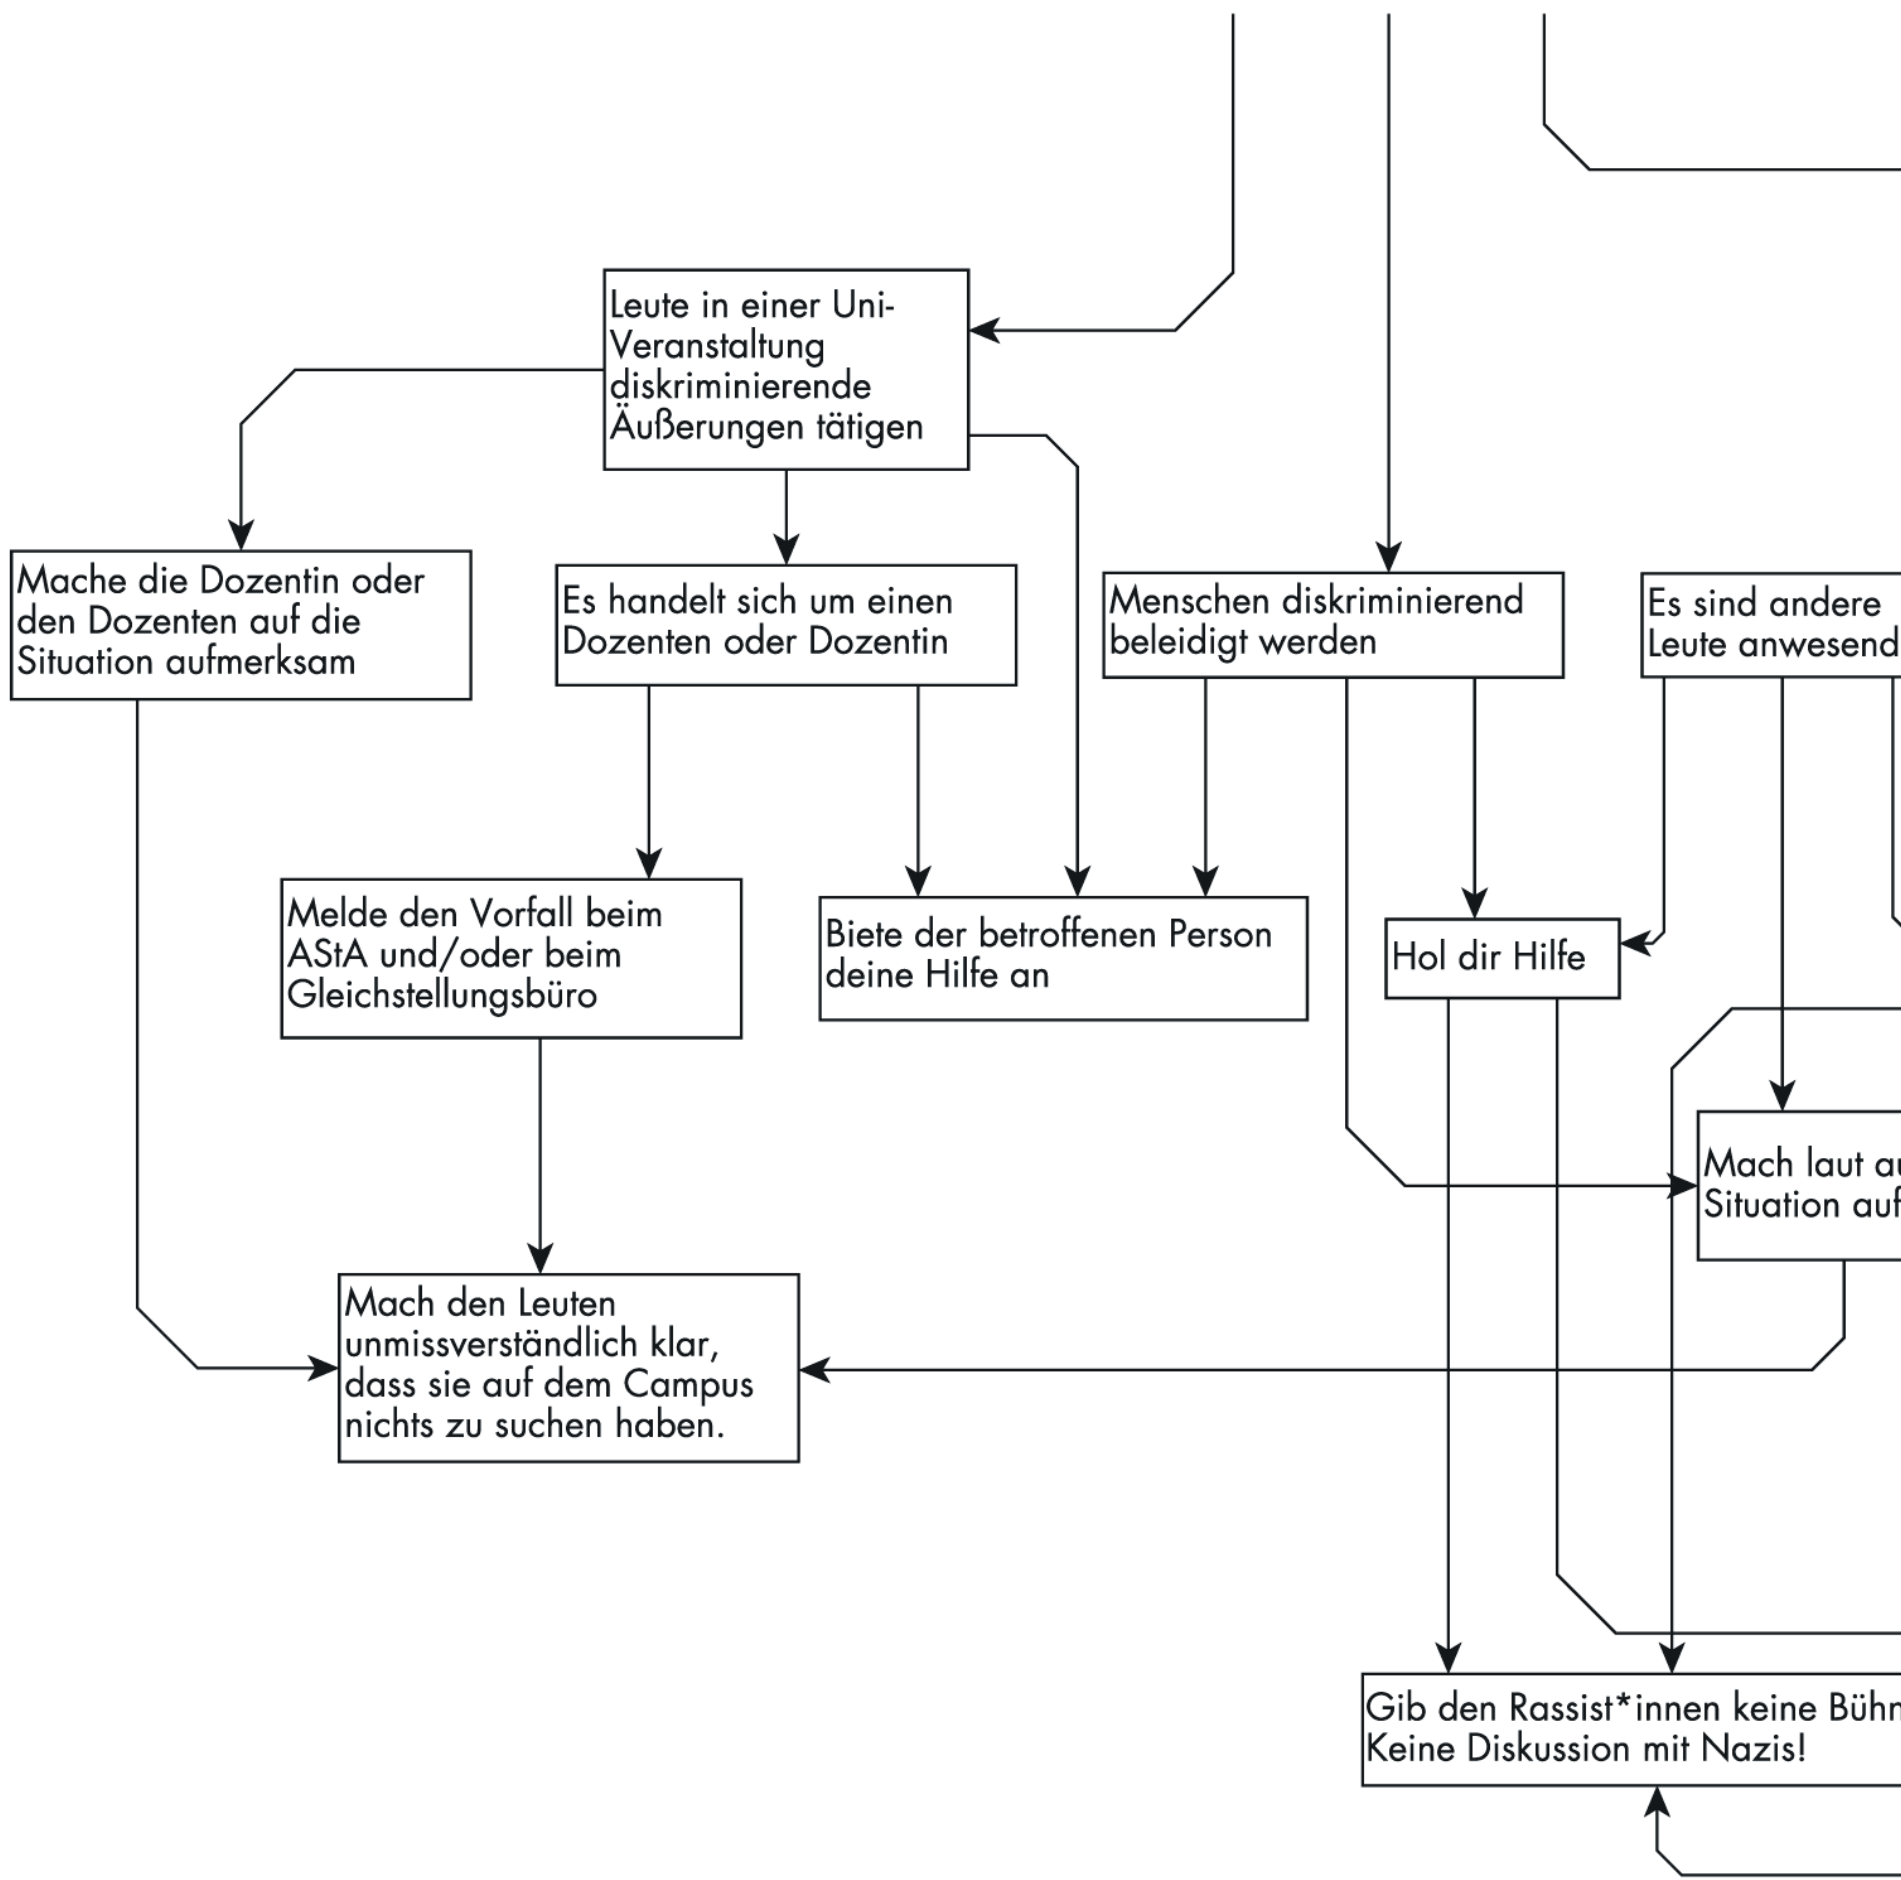 Leute in einer Uni-
Veranstaltung
diskriminierende
Äußerungen tätigen
Mache die Dozentin oder
den Dozenten auf die
Situation aufmerksam
Es handelt sich um einen
Dozenten oder Dozentin
Menschen diskriminierend
beleidigt werden
Es sind andere
Leute anwesend
Melde den Vorfall beim
AStA und/oder beim
Gleichstellungsbüro
Biete der betroffenen Person
deine Hilfe an
Hol dir Hilfe
Mach laut
Situation
Mach den Leuten
unmissverständlich klar,
dass sie auf dem Campus
nichts zu suchen haben.
Gib den Rassist*innen keine
Keine Diskussion mit Nazis!